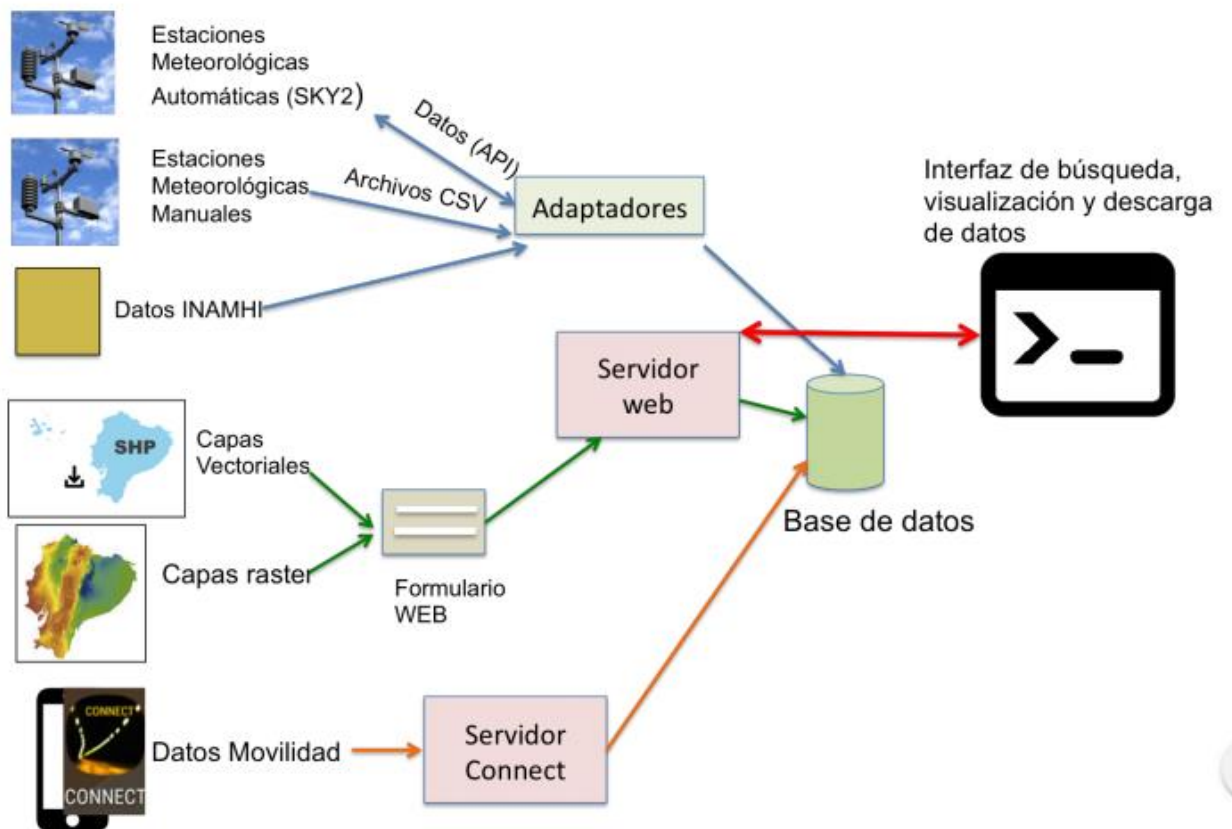 Estaciones
Meteorológicas
Automáticas (SKY2)
Datos (API)
Estaciones
Meteorológicas
Manuales
Archivos CSV
Adaptadores
Interfaz de búsqueda,
visualización y descarga
de datos
Datos INAMHI
Servidor
web
SHP
Capas
Vectoriales
Base de datos
Capas raster
Formulario
WEB
CONNECT
CONNECT
Datos Movilidad
Servidor
Connect